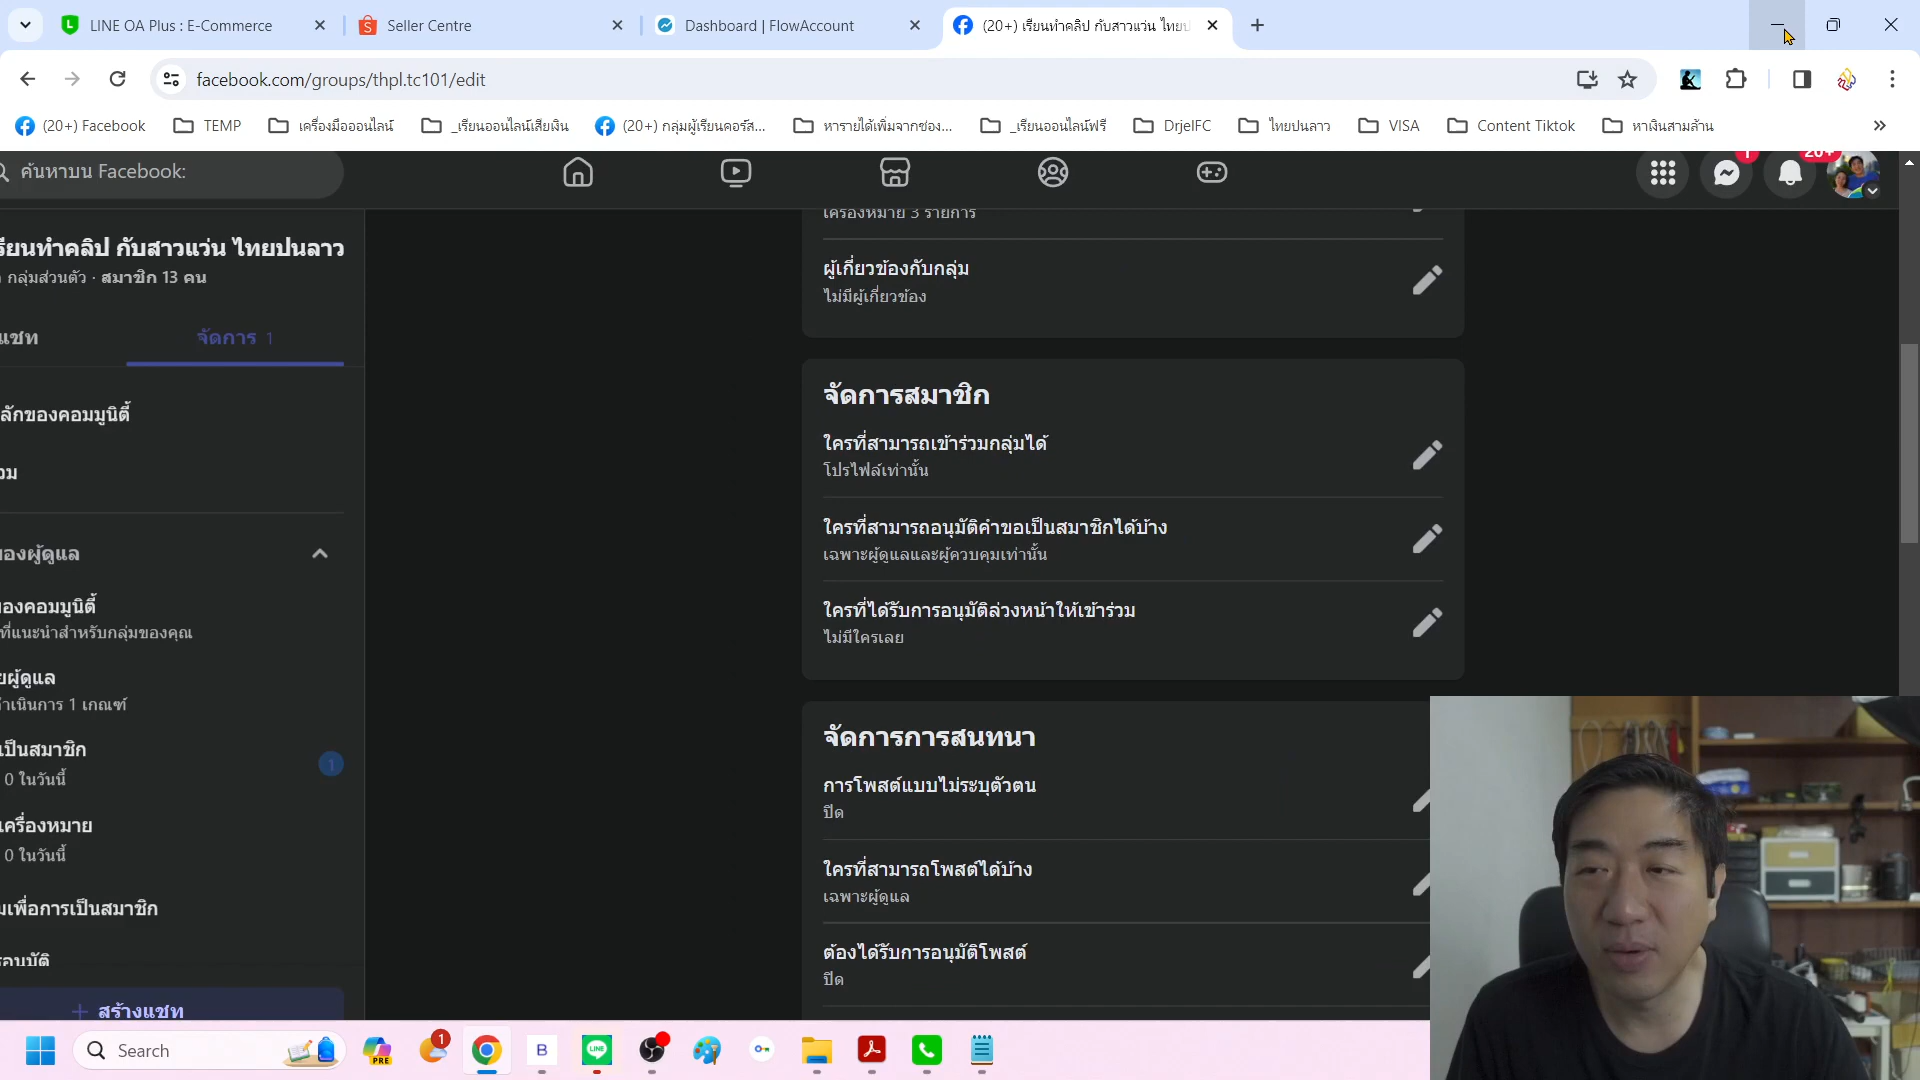 LINE OA Plus : E-Commerce
Seller Centre
Dashboard | FlowAccount
(20+) เรียนทำคลิป กับสาวแว่น ไทยป
facebook.com/groups/thpl.tc101/edit
(20+) Facebook
TEMP
เครื่องมือออนไลน์
_เรียนออนไลน์เสียเงิน
(20+) กลุ่มผู้เรียนคอร์ส...
หารายได้เพิ่มจากช่อง...
_เรียนออนไลน์ฟรี
DrjelFC
ไทยปนลาว
VISA
Content Tiktok
หาเงินสามล้าน
ค้นหาบน Facebook:
1
20+
รียนทำคลิป กับสาวแว่น ไทยปนลาว
กลุ่มส่วนตัว · สมาชิก 13 คน
แชท
จัดการ 1
ลักของคอมมูนิตี้
วม
ของผู้ดูแล
ของคอมมูนิตี้
ที่แนะนำสำหรับกลุ่มของคุณ
ยผู้ดูแล
ำเนินการ 1 เกณฑ์
เป็นสมาชิก
0 ในวันนี้
1
เครื่องหมาย
0 ในวันนี้
มเพื่อการเป็นสมาชิก
รอนุมัติ
+ สร้างแชท
เครื่องหมาย 3 รายการ
ผู้เกี่ยวข้องกับกลุ่ม
ไม่มีผู้เกี่ยวข้อง
จัดการสมาชิก
ใครที่สามารถเข้าร่วมกลุ่มได้
โปรไฟล์เท่านั้น
ใครที่สามารถอนุมัติคำขอเป็นสมาชิกได้บ้าง
เฉพาะผู้ดูแลและผู้ควบคุมเท่านั้น
ใครที่ได้รับการอนุมัติล่วงหน้าให้เข้าร่วม
ไม่มีใครเลย
จัดการการสนทนา
การโพสต์แบบไม่ระบุตัวตน
ปิด
ใครที่สามารถโพสต์ได้บ้าง
เฉพาะผู้ดูแล
ต้องได้รับการอนุมัติโพสต์
ปิด
Search
PRE
1
B
LINE